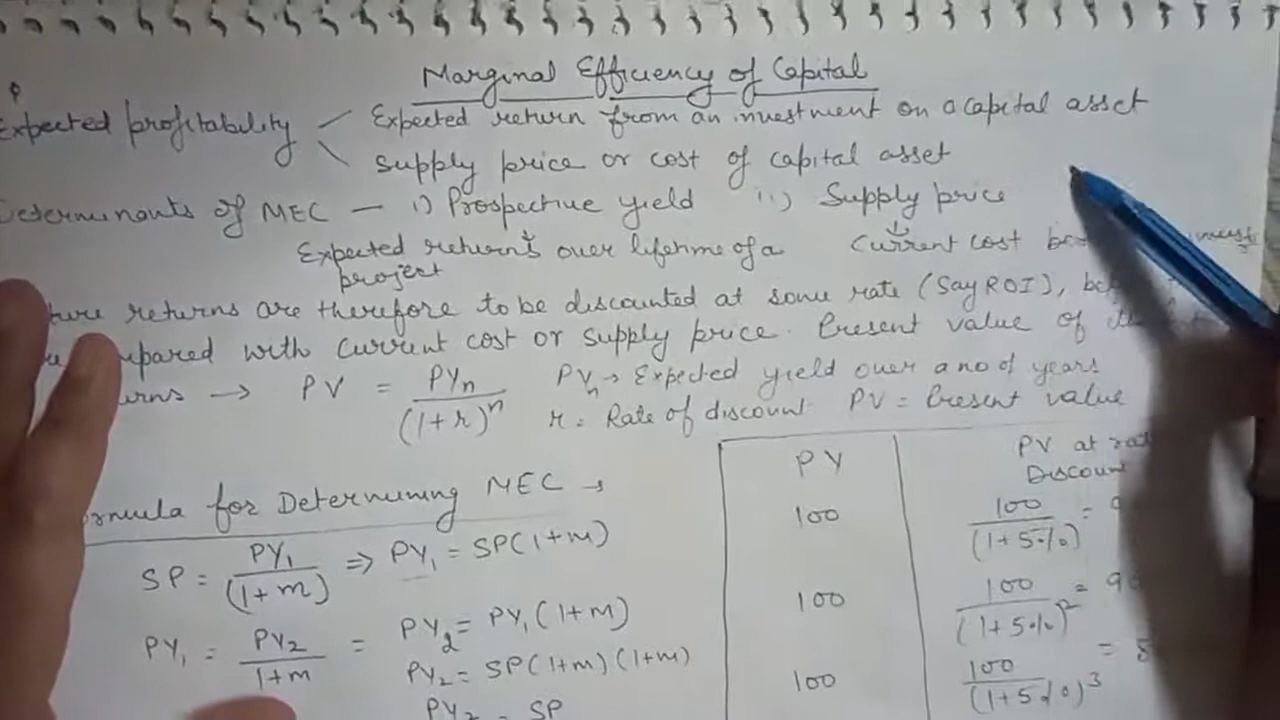 Marginal Efficiency of Capital
Expected profitability < Expected return from an investment on a capital asset
supply price or cost of capital asset
Determinants of MEC — i) Prospective yield ii) Supply price
↓ ↓
Expected returns over lifetime of a Current cost
project
returns are therefore to be discounted at some rate (Say ROI),
with current cost or supply price. Present value of
→ PV = PYn / (1+r)^n PYn → Expected yield over a no of years
r = Rate of discount PV = Present value
Formula for Determining MEC →
SP = PY1 / (1+m) ⇒ PY1 = SP(1+m)
PY1 = PY2 / 1+m = PY2 = PY1 (1+m)
PY2 = SP(1+m)(1+m)
PY2 = SP
PY PV at
Discount
100 100 / (1+5%) =
100 100 / (1+5%)^2 =
100 100 / (1+5%)^3 =